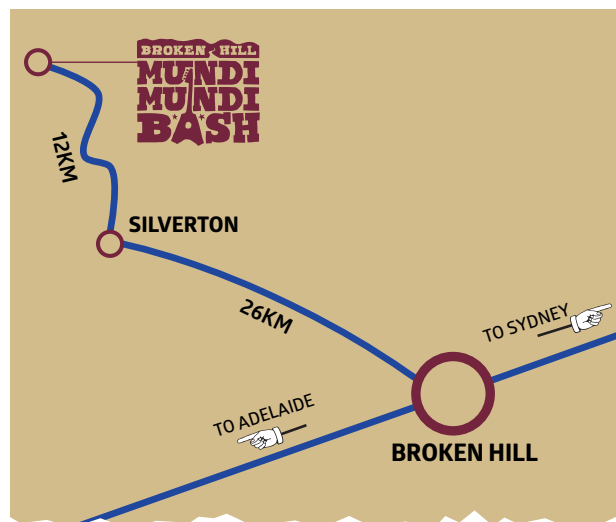 BROKEN HILL
MUNDI
MUNDI
BASH
12KM
SILVERTON
26KM
TO SYDNEY
TO ADELAIDE
BROKEN HILL